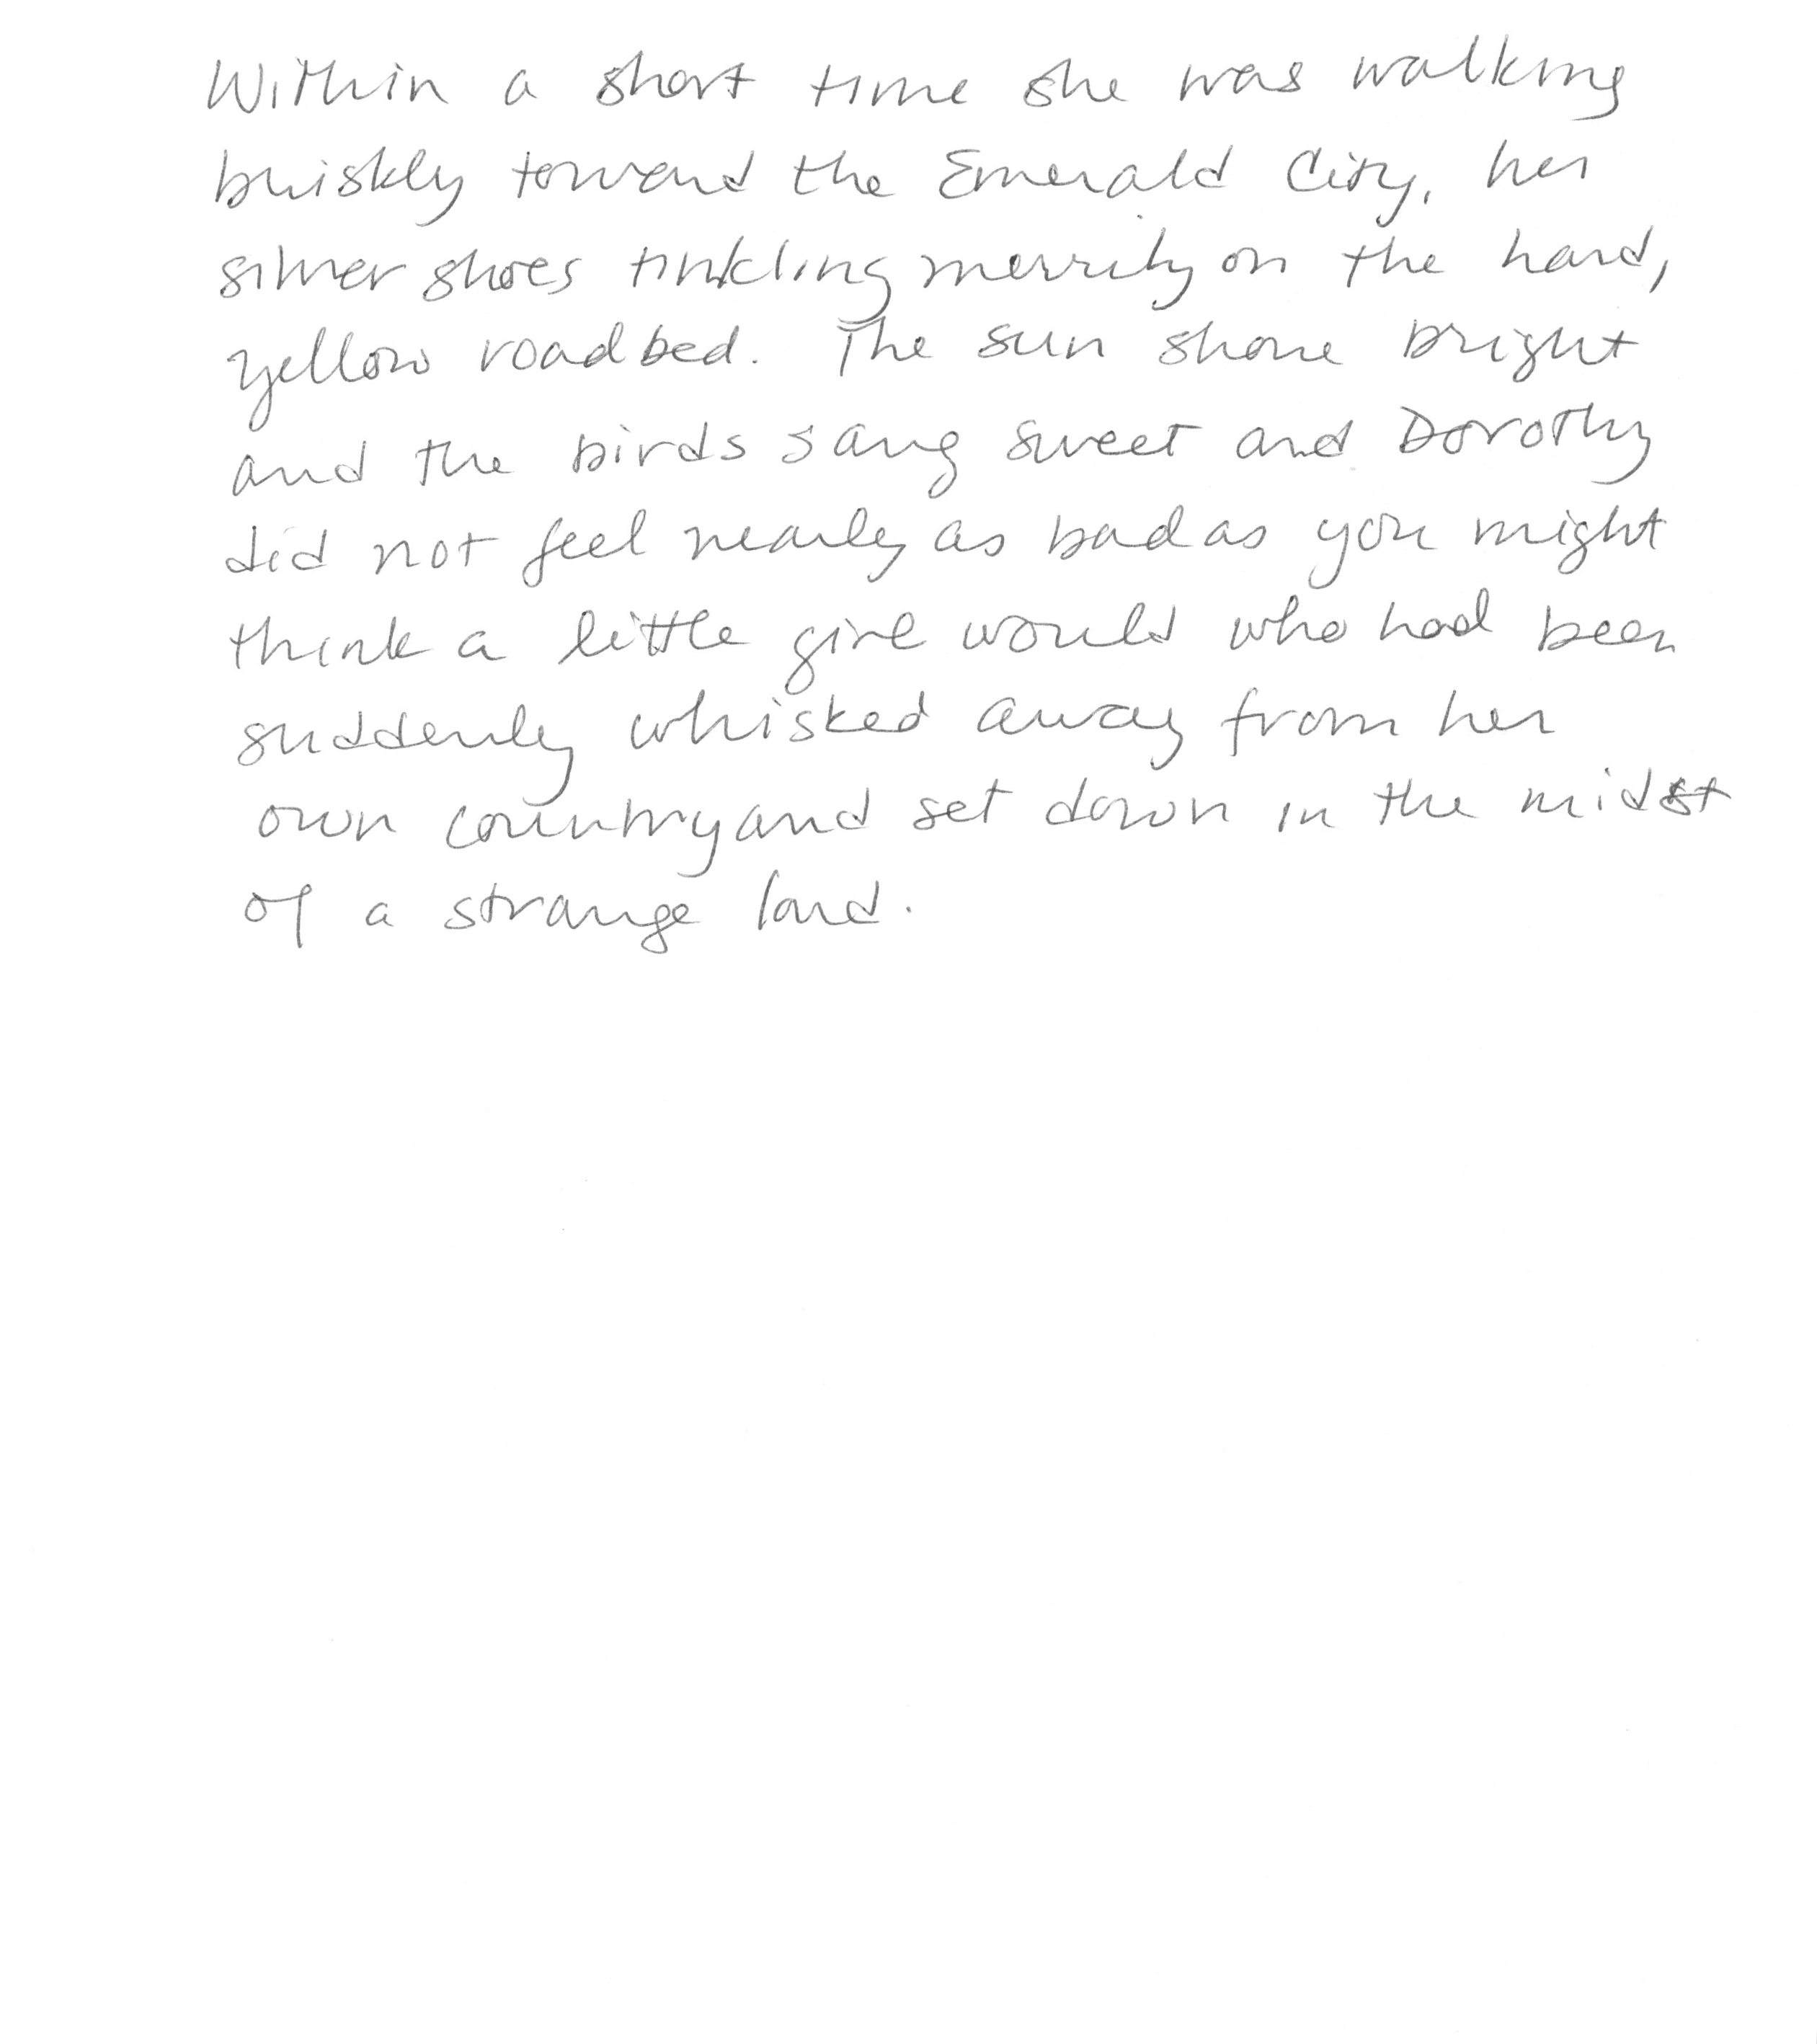 Within a short time she was walking
briskly toward the Emerald City, her
silver shoes tinkling merrily on the hard,
yellow roadbed. The sun shone bright
and the birds sang sweet and Dorothy
did not feel nearly as bad as you might
think a little girl would who had been
suddenly whisked away from her
own country and set down in the midst
of a strange land.